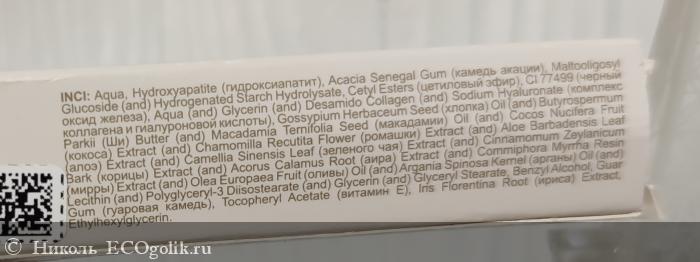 INCI: Aqua, Hydroxyapatite (гидроксиапатит), Acacia Senegal Gum (камедь акации), Maltooligosyl
Glucoside (and) Hydrogenated Starch Hydrolysate, Cetyl Esters (цетиловый эфир), CI 77499 (черный
оксид железа), Aqua (and) Glycerin (and) Desamido Collagen (and) Sodium Hyaluronate (комплекс
коллагена и гиалуроновой кислоты), Gossypium Herbaceum Seed (хлопка) Oil (and) Butyrospermum
Parkii (Ши) Butter (and) Macadamia Ternifolia Seed (макадамии) Oil (and) Cocos Nucifera Fruit
(кокоса) Extract (and) Chamomilla Recutita Flower (ромашки) Extract (and) Aloe Barbadensis Leaf
(алоэ) Extract (and) Camellia Sinensis Leaf (зеленого чая) Extract (and) Cinnamomum Zeylanicum
Bark (корицы) Extract (and) Acorus Calamus Root (аира) Extract (and) Commiphora Myrrha Resin
(мирры) Extract (and) Olea Europaea Fruit (оливы) Oil (and) Argania Spinosa Kernel (арганы) Oil (and)
Lecithin (and) Polyglyceryl-3 Diisostearate (and) Glycerin (and) Glyceryl Stearate, Benzyl Alcohol, Guar
Gum (гуаровая камедь), Tocopheryl Acetate (витамин Е), Iris Florentina Root (ириса) Extract,
Ethylhexylglycerin.
Николь ECOgolik.ru